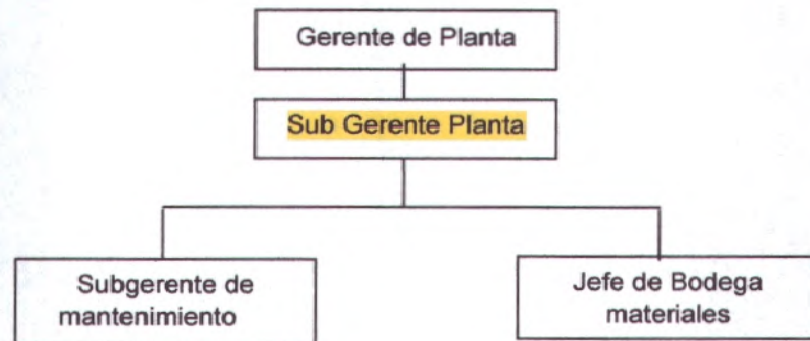 Gerente de Planta
Sub Gerente Planta
Subgerente de
mantenimiento
Jefe de Bodega
materiales